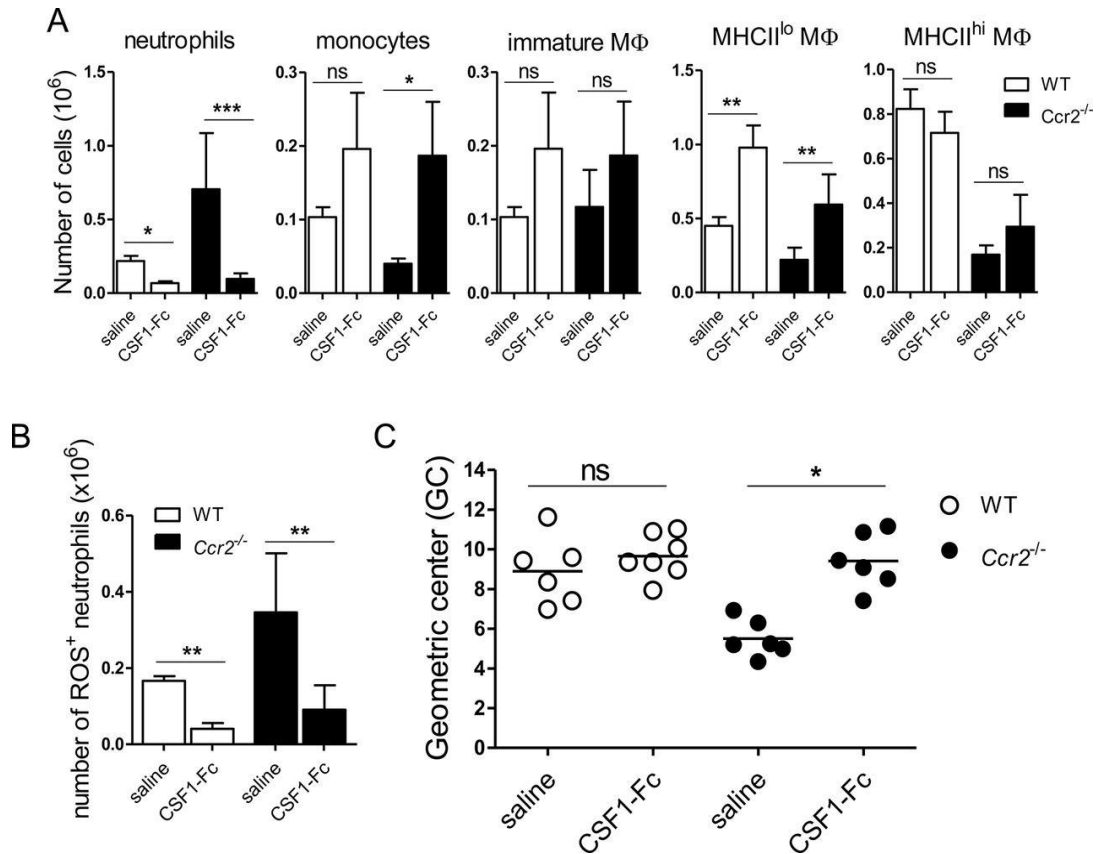 A
neutrophils
monocytes
immature MΦ
MHCIIlo MΦ
MHCIIhi MΦ
Number of cells (10^6)
1.5
1.0
0.5
0.0
***
*
saline
CSF1-Fc
saline
CSF1-Fc
0.3
0.2
0.1
0.0
ns
*
saline
CSF1-Fc
saline
CSF1-Fc
0.3
0.2
0.1
0.0
ns
ns
saline
CSF1-Fc
saline
CSF1-Fc
1.5
1.0
0.5
0.0
**
**
saline
CSF1-Fc
saline
CSF1-Fc
1.0
0.8
0.6
0.4
0.2
0.0
ns
ns
saline
CSF1-Fc
saline
CSF1-Fc
WT
Ccr2-/-
B
number of ROS+ neutrophils (x10^6)
0.6
0.4
0.2
0.0
WT
Ccr2-/-
**
**
saline
CSF1-Fc
saline
CSF1-Fc
C
Geometric center (GC)
14
12
10
8
6
4
2
0
ns
*
WT
Ccr2-/-
saline
CSF1-Fc
saline
CSF1-Fc